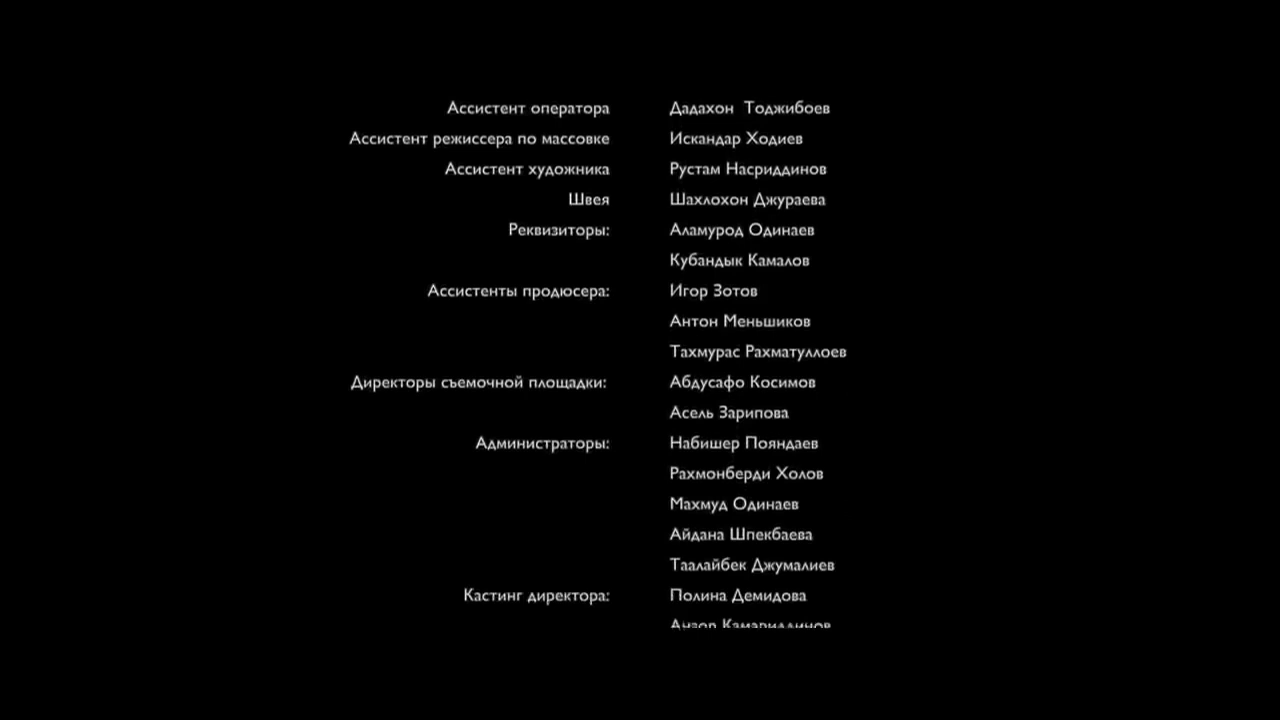 Ассистент оператора Дадахон Тоджибоев
Ассистент режиссера по массовке Искандар Ходиев
Ассистент художника Рустам Насриддинов
Швея Шахлохон Джураева
Реквизиторы: Аламурод Одинаев
Кубандык Камалов
Ассистенты продюсера: Игор Зотов
Антон Меньшиков
Тахмурас Рахматуллоев
Директоры съемочной площадки: Абдусафо Косимов
Асель Зарипова
Администраторы: Набишер Пояндаев
Рахмонберди Холов
Махмуд Одинаев
Айдана Шпекбаева
Таалайбек Джумалиев
Кастинг директора: Полина Демидова